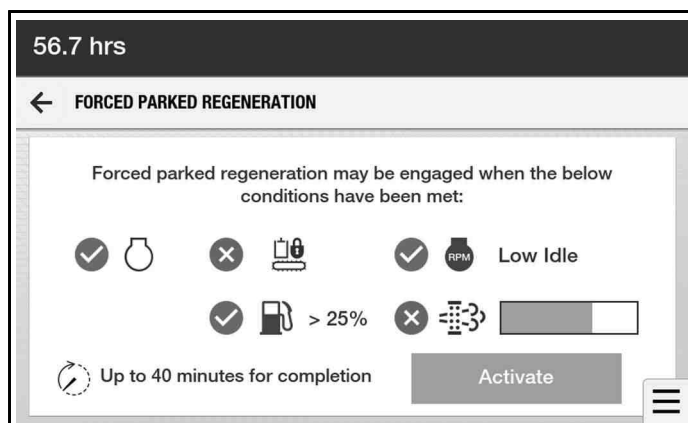 56.7 hrs
FORCED PARKED REGENERATION
Forced parked regeneration may be engaged when the below
conditions have been met:
RPM Low Idle
> 25%
Up to 40 minutes for completion
Activate